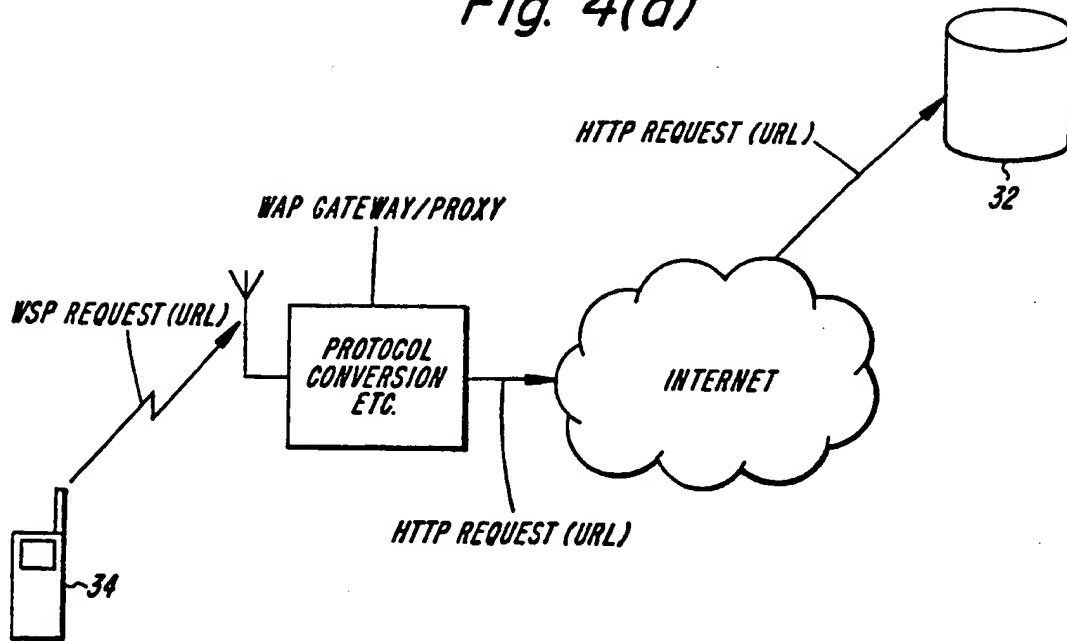 Fig. 4(a)
HTTP REQUEST (URL)
32
WAP GATEWAY/PROXY
WSP REQUEST (URL)
PROTOCOL
CONVERSION
ETC.
INTERNET
HTTP REQUEST (URL)
34